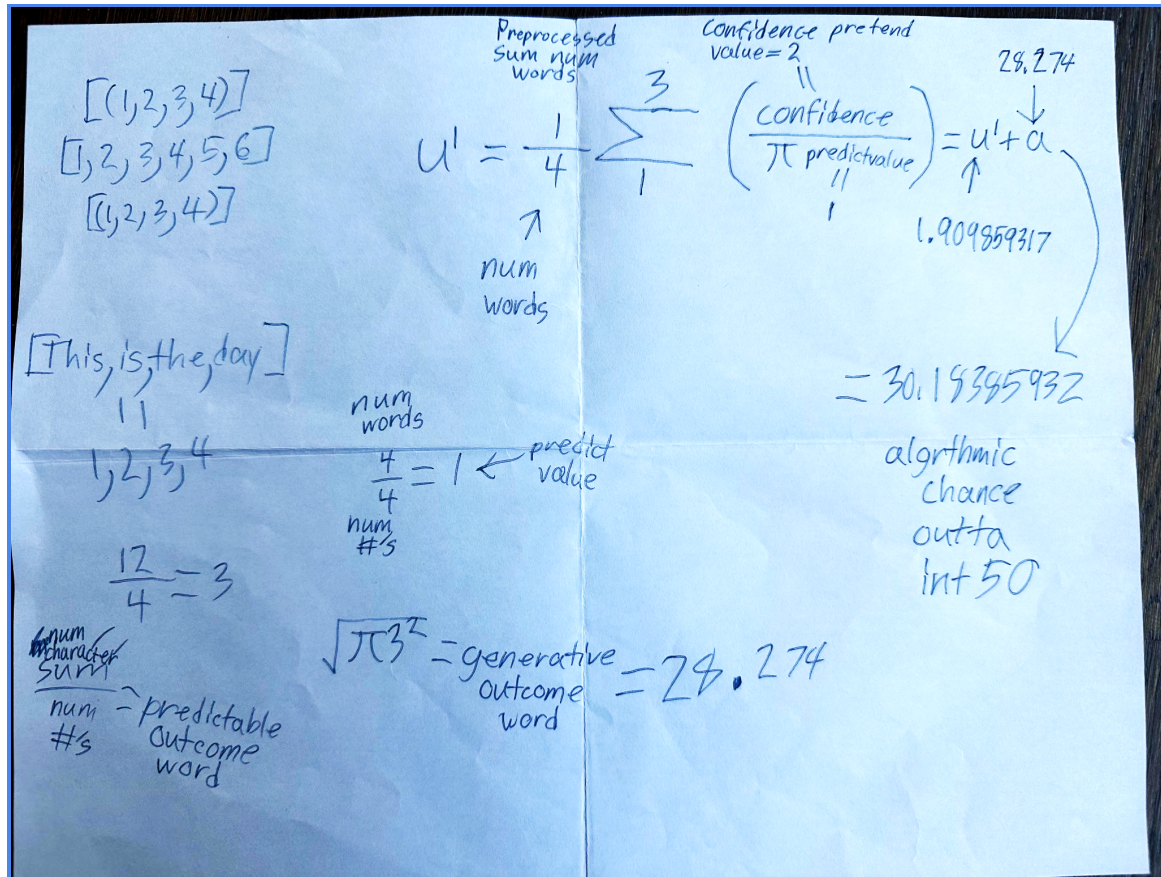 [(1,2,3,4)]
[1,2,3,4,5,6]
[(1,2,3,4)]
Preprocessed
sum num
words
Confidence pretend
value=2
28.274
u' = 1/4 3 Σ 1 (confidence / π predictvalue) = u'+a
=
1
num
words
1.909859317
= 30.18385932
algrthmic
chance
outta
int 50
[This,is,the,day]
1,2,3,4
num
words
4/4 = 1 ← predict
value
num
#'s
12/4 = 3
num
character
sum
num
#'s
= predictable
outcome
word
√π3² = generative
outcome
word
= 28.274